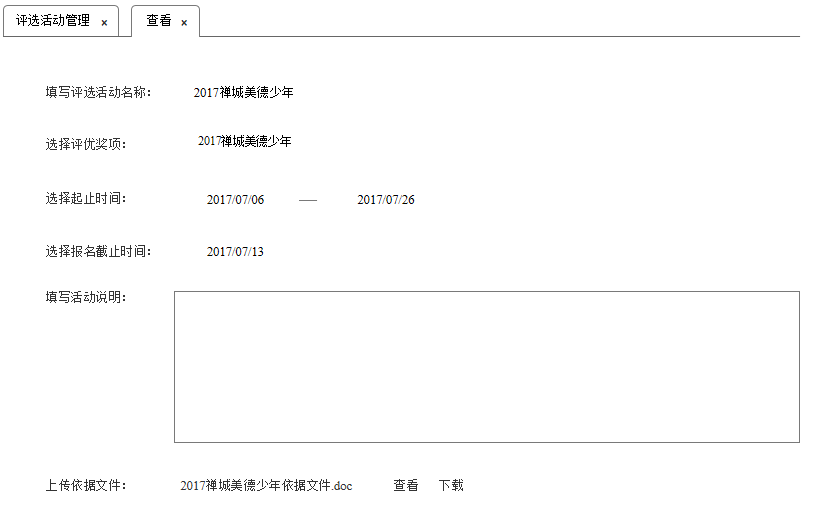 评选活动管理 × 查看 ×
填写评选活动名称： 2017禅城美德少年
选择评优奖项： 2017禅城美德少年
选择起止时间： 2017/07/06 —— 2017/07/26
选择报名截止时间： 2017/07/13
填写活动说明：
上传依据文件： 2017禅城美德少年依据文件.doc 查看 下载